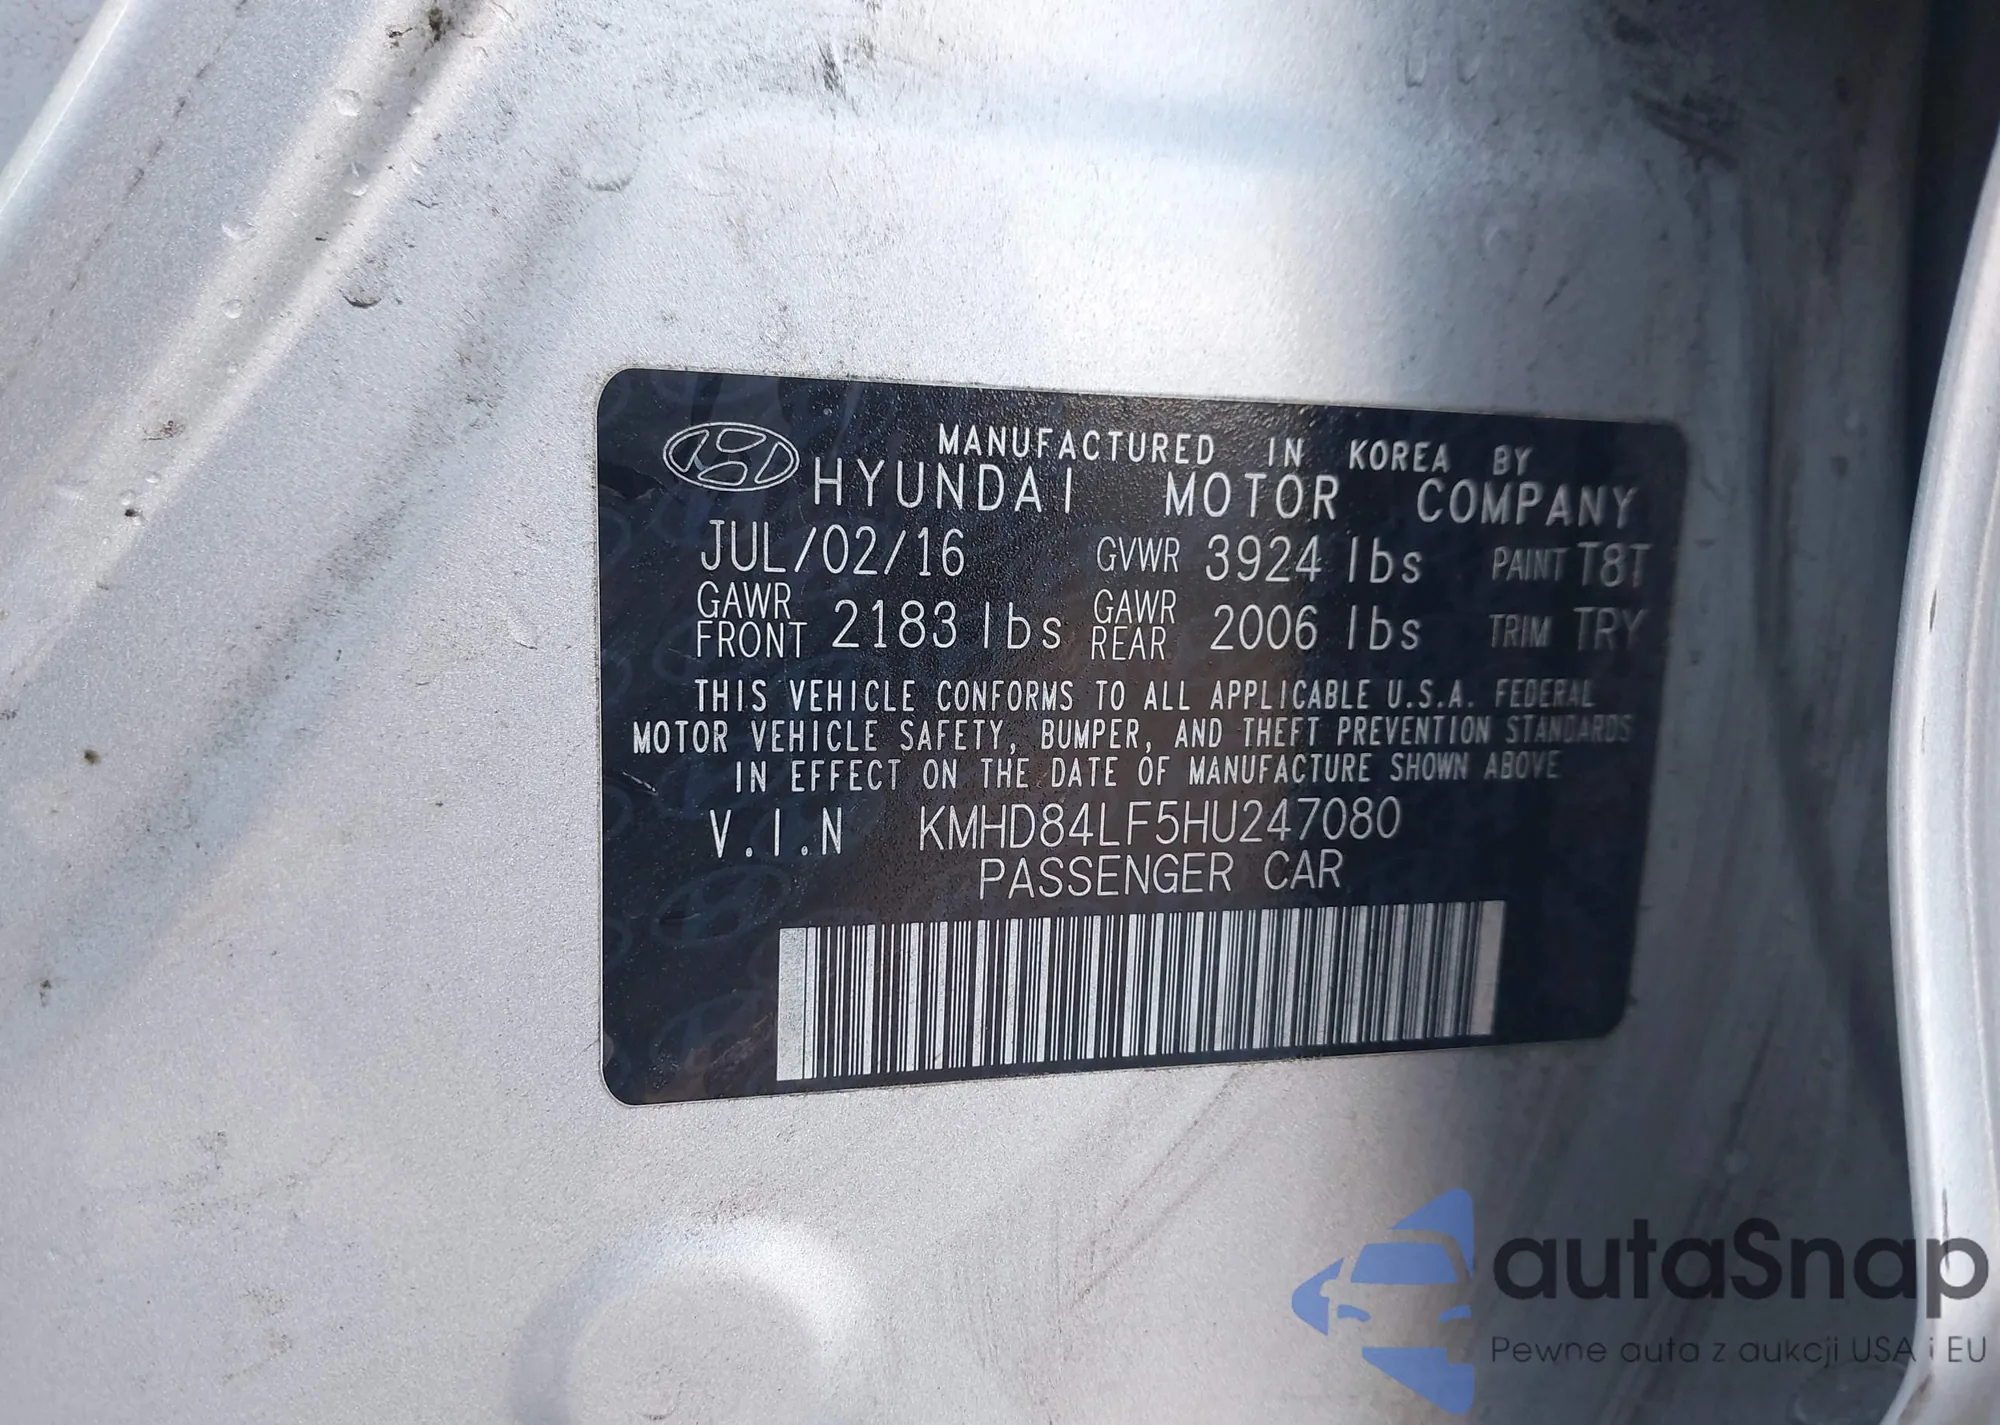 MANUFACTURED IN KOREA BY
HYUNDAI MOTOR COMPANY
JUL/02/16 GVWR 3924 lbs PAINT T8T
GAWR FRONT 2183 lbs GAWR REAR 2006 lbs TRIM TRY
THIS VEHICLE CONFORMS TO ALL APPLICABLE U.S.A. FEDERAL
MOTOR VEHICLE SAFETY, BUMPER, AND THEFT PREVENTION STANDARDS
IN EFFECT ON THE DATE OF MANUFACTURE SHOWN ABOVE
V.I.N KMHD84LF5HU247080
PASSENGER CAR
autaSnap
Pewne auta z aukcji USA i EU